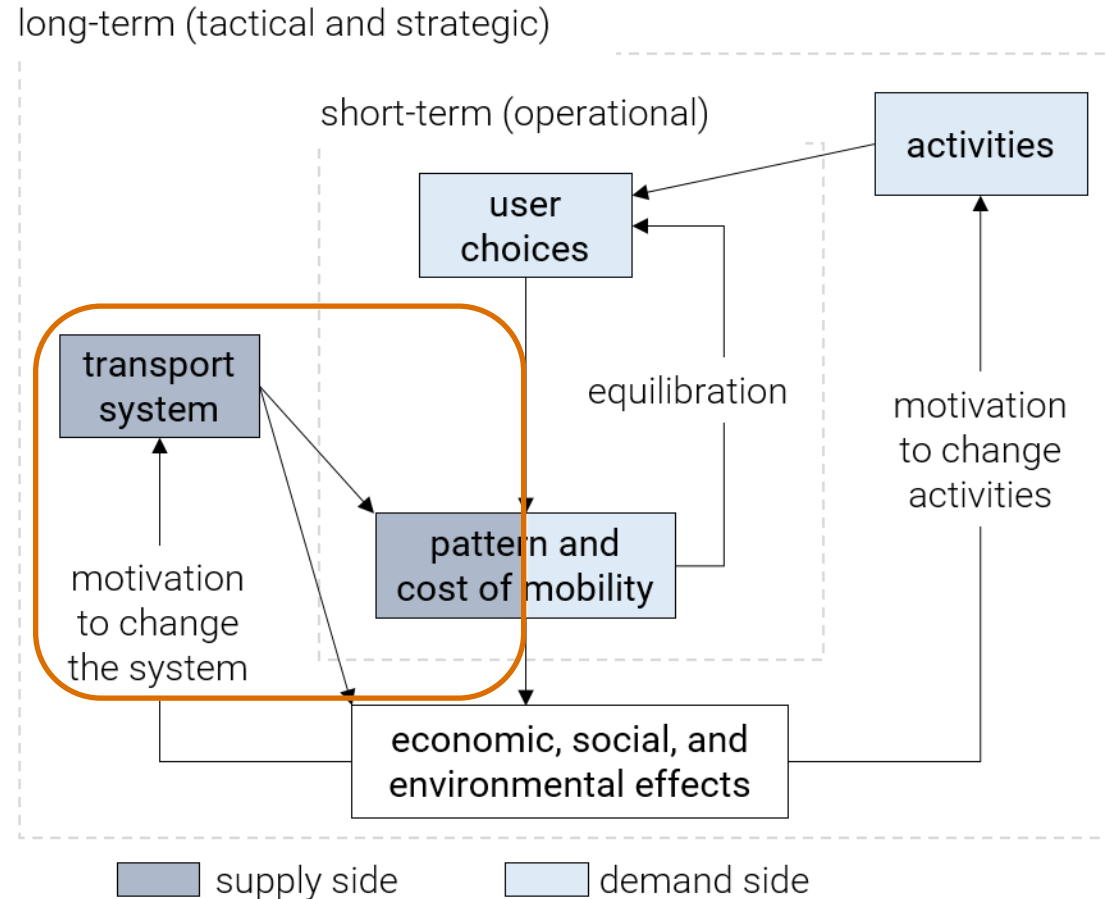 long-term (tactical and strategic)
short-term (operational)
activities
user
choices
transport
system
equilibration
motivation
to change
activities
pattern and
cost of mobility
motivation
to change
the system
economic, social, and
environmental effects
supply side
demand side